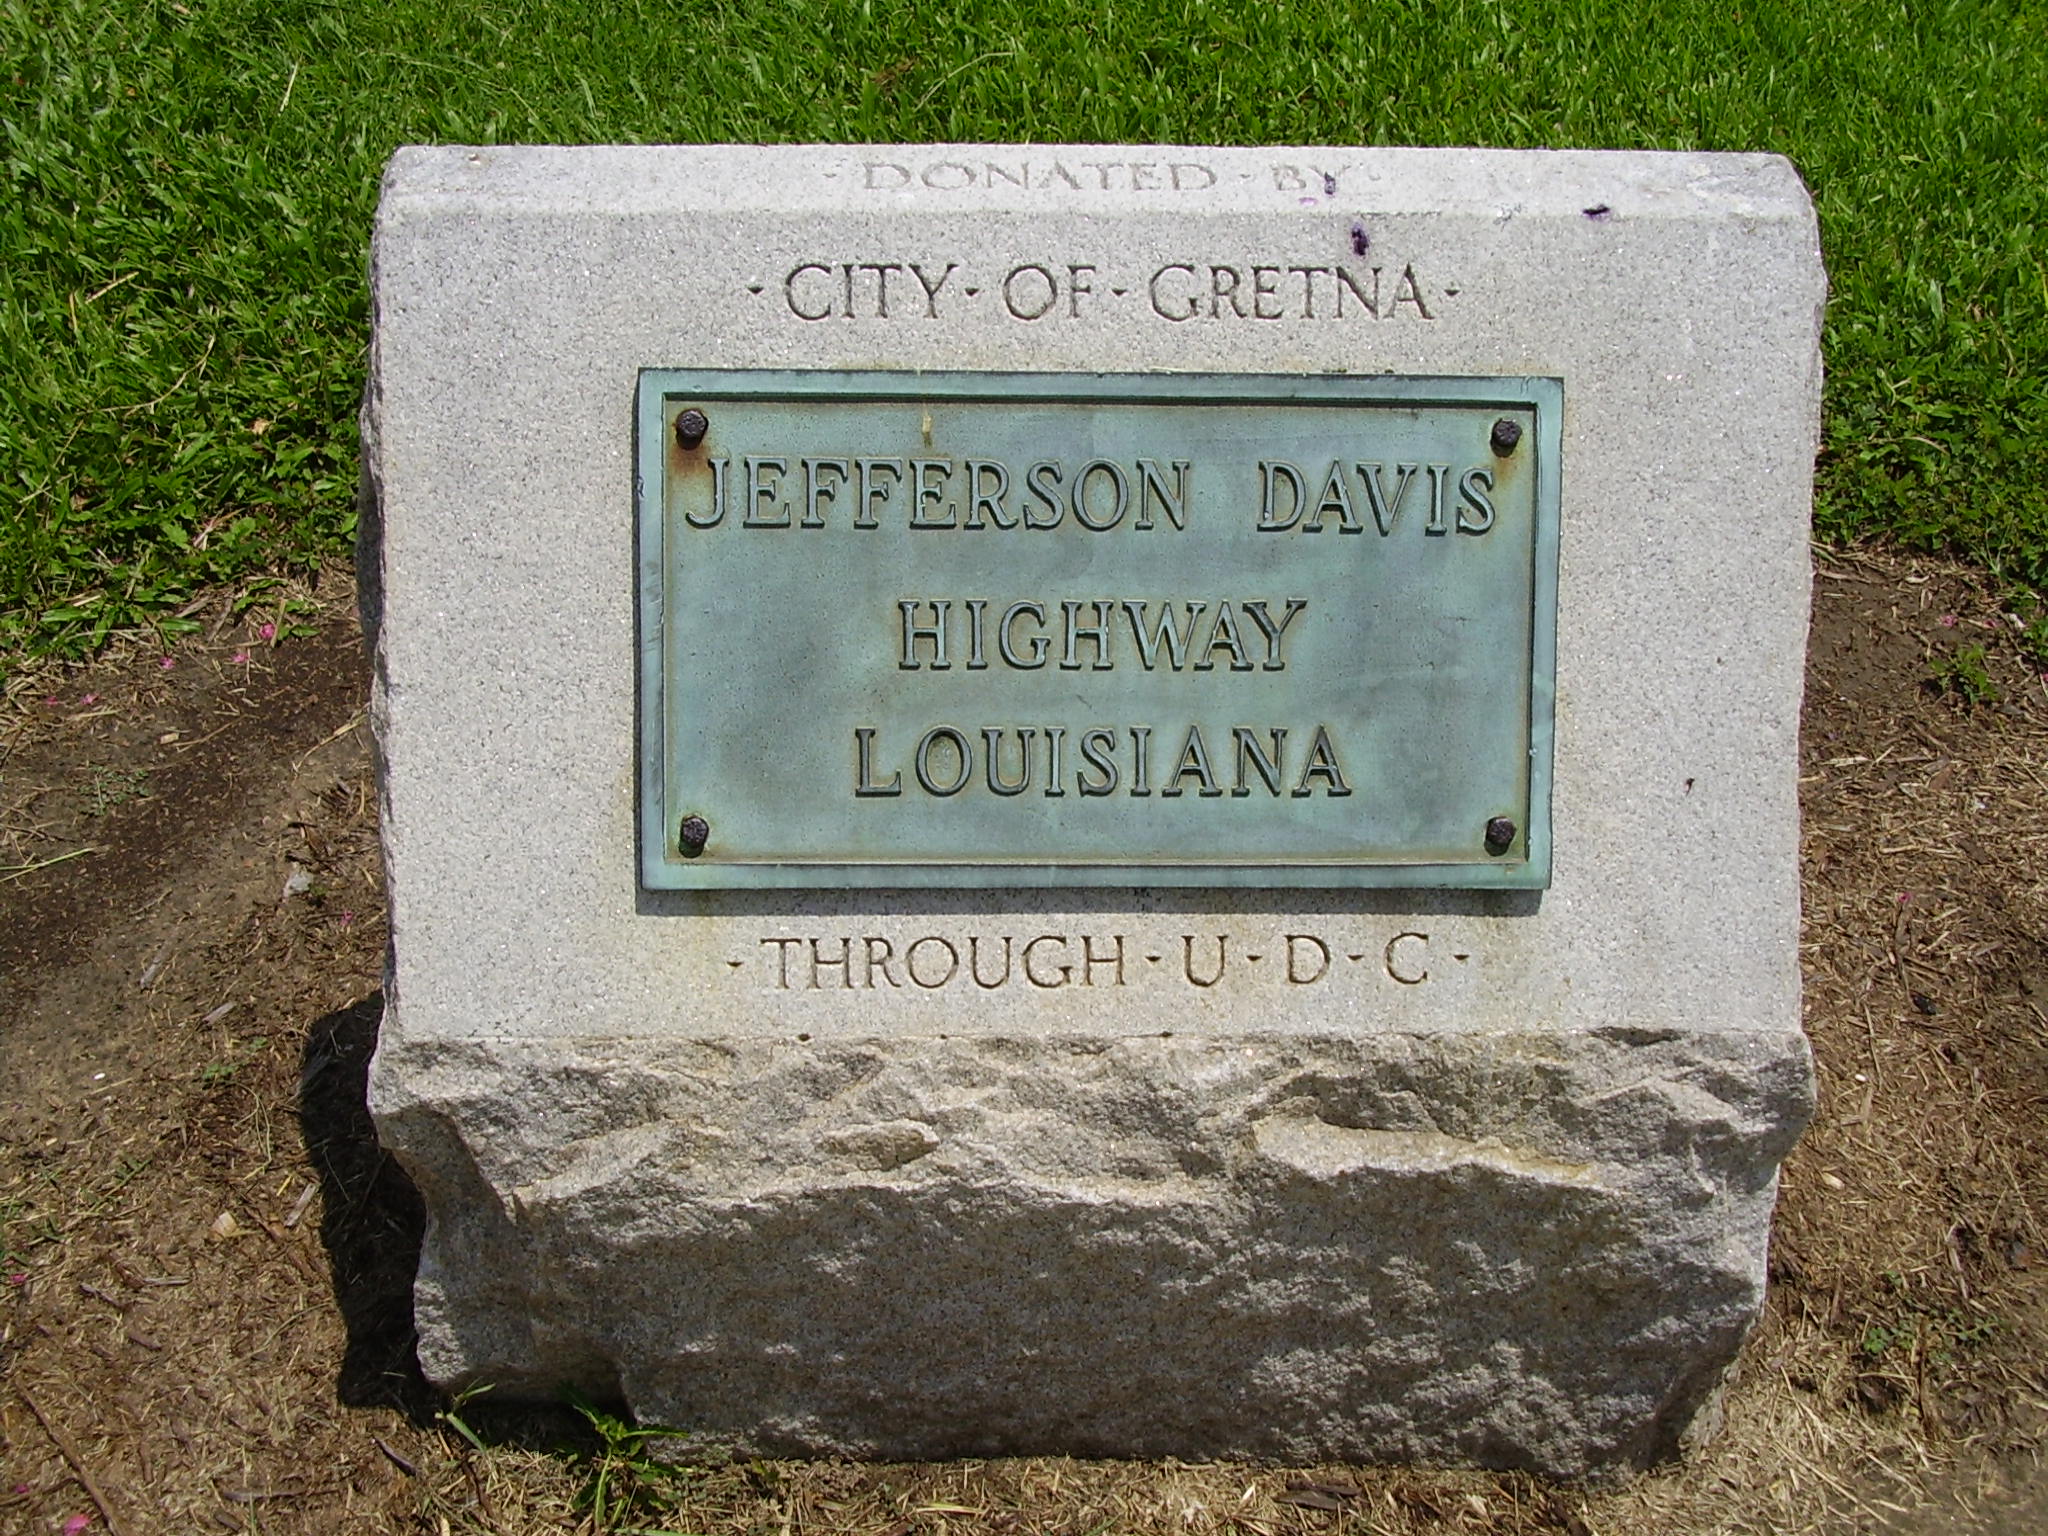 · DONATED · BY ·
· CITY · OF · GRETNA ·
JEFFERSON DAVIS
HIGHWAY
LOUISIANA
· THROUGH · U · D · C ·